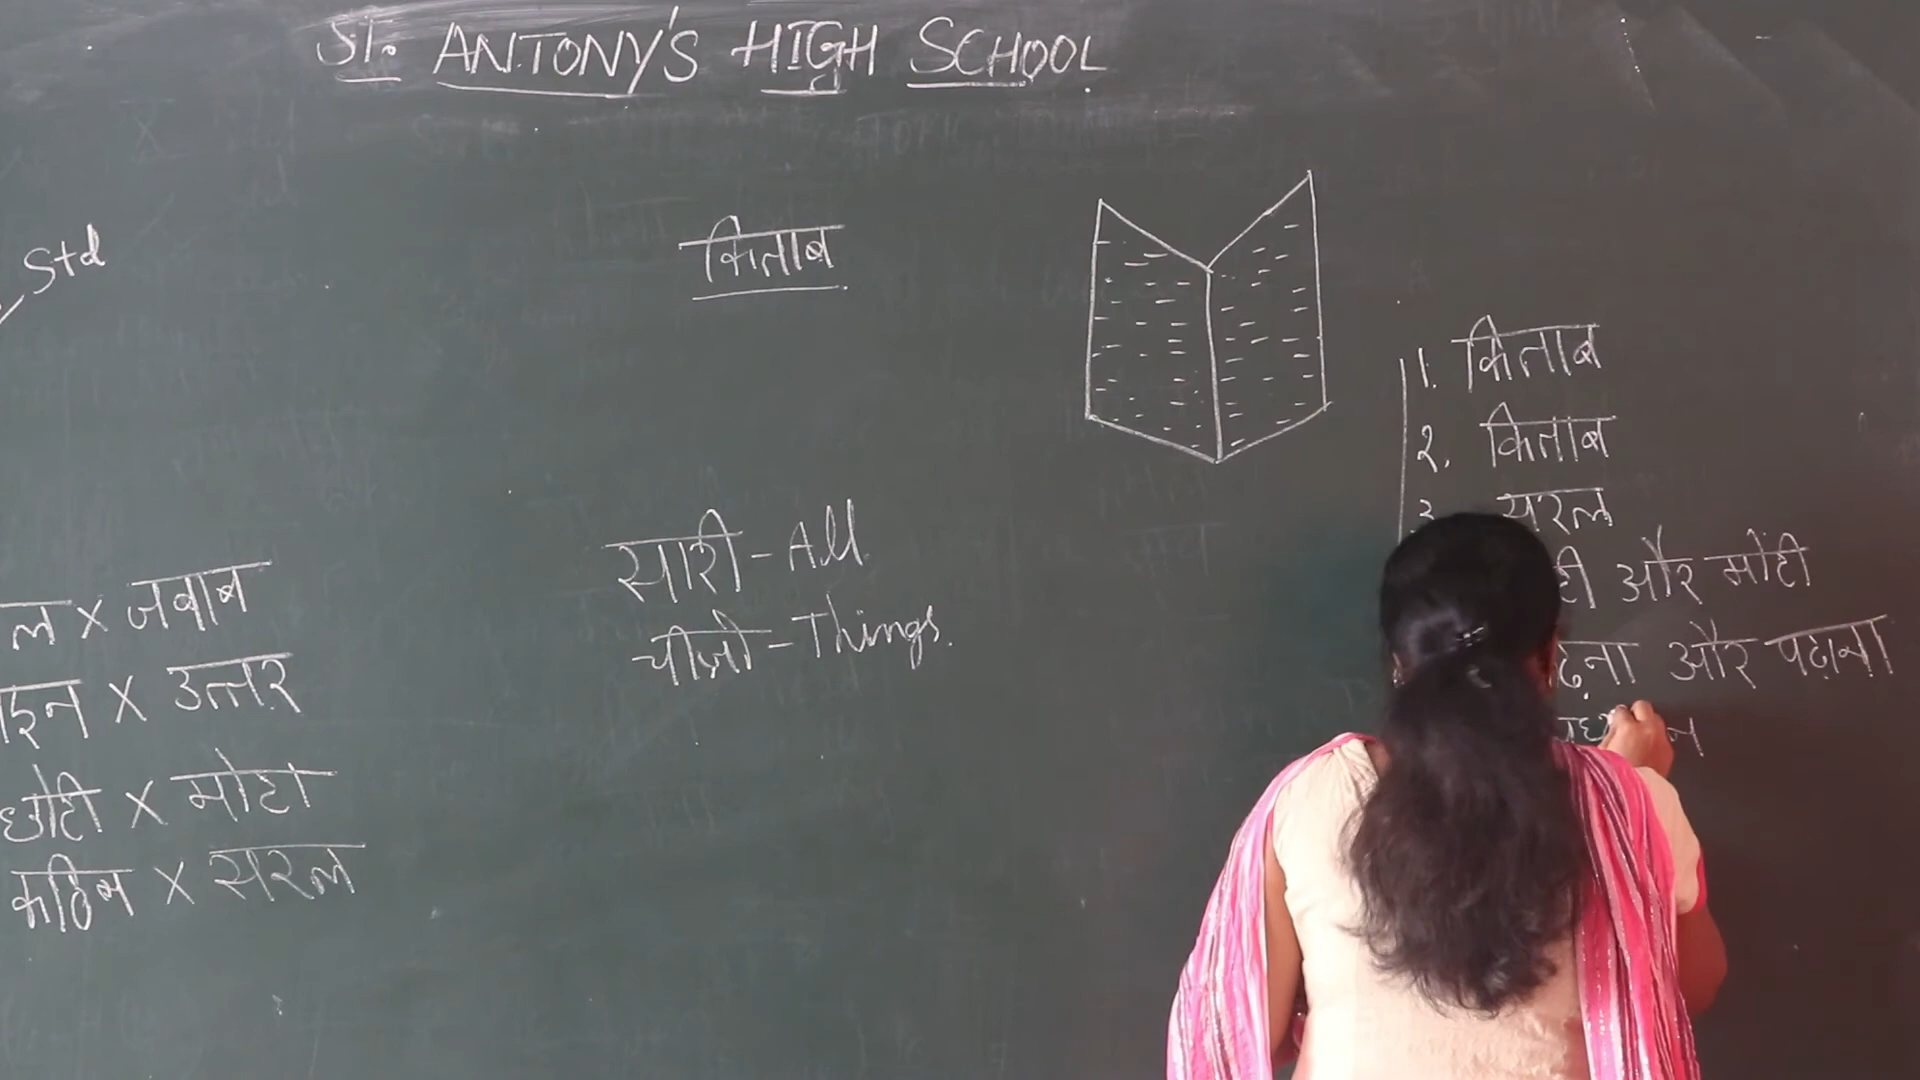 ST. ANTONY'S HIGH SCHOOL
Std
किताब
सारी - All
चीज़ो - Things.
ल x जवाब
इन x उत्तर
छोटी x मोटा
कठिन x सरल
1. किताब
2. किताब
3. सरल
टी और मोटी
ढ़ना और पढ़ाना